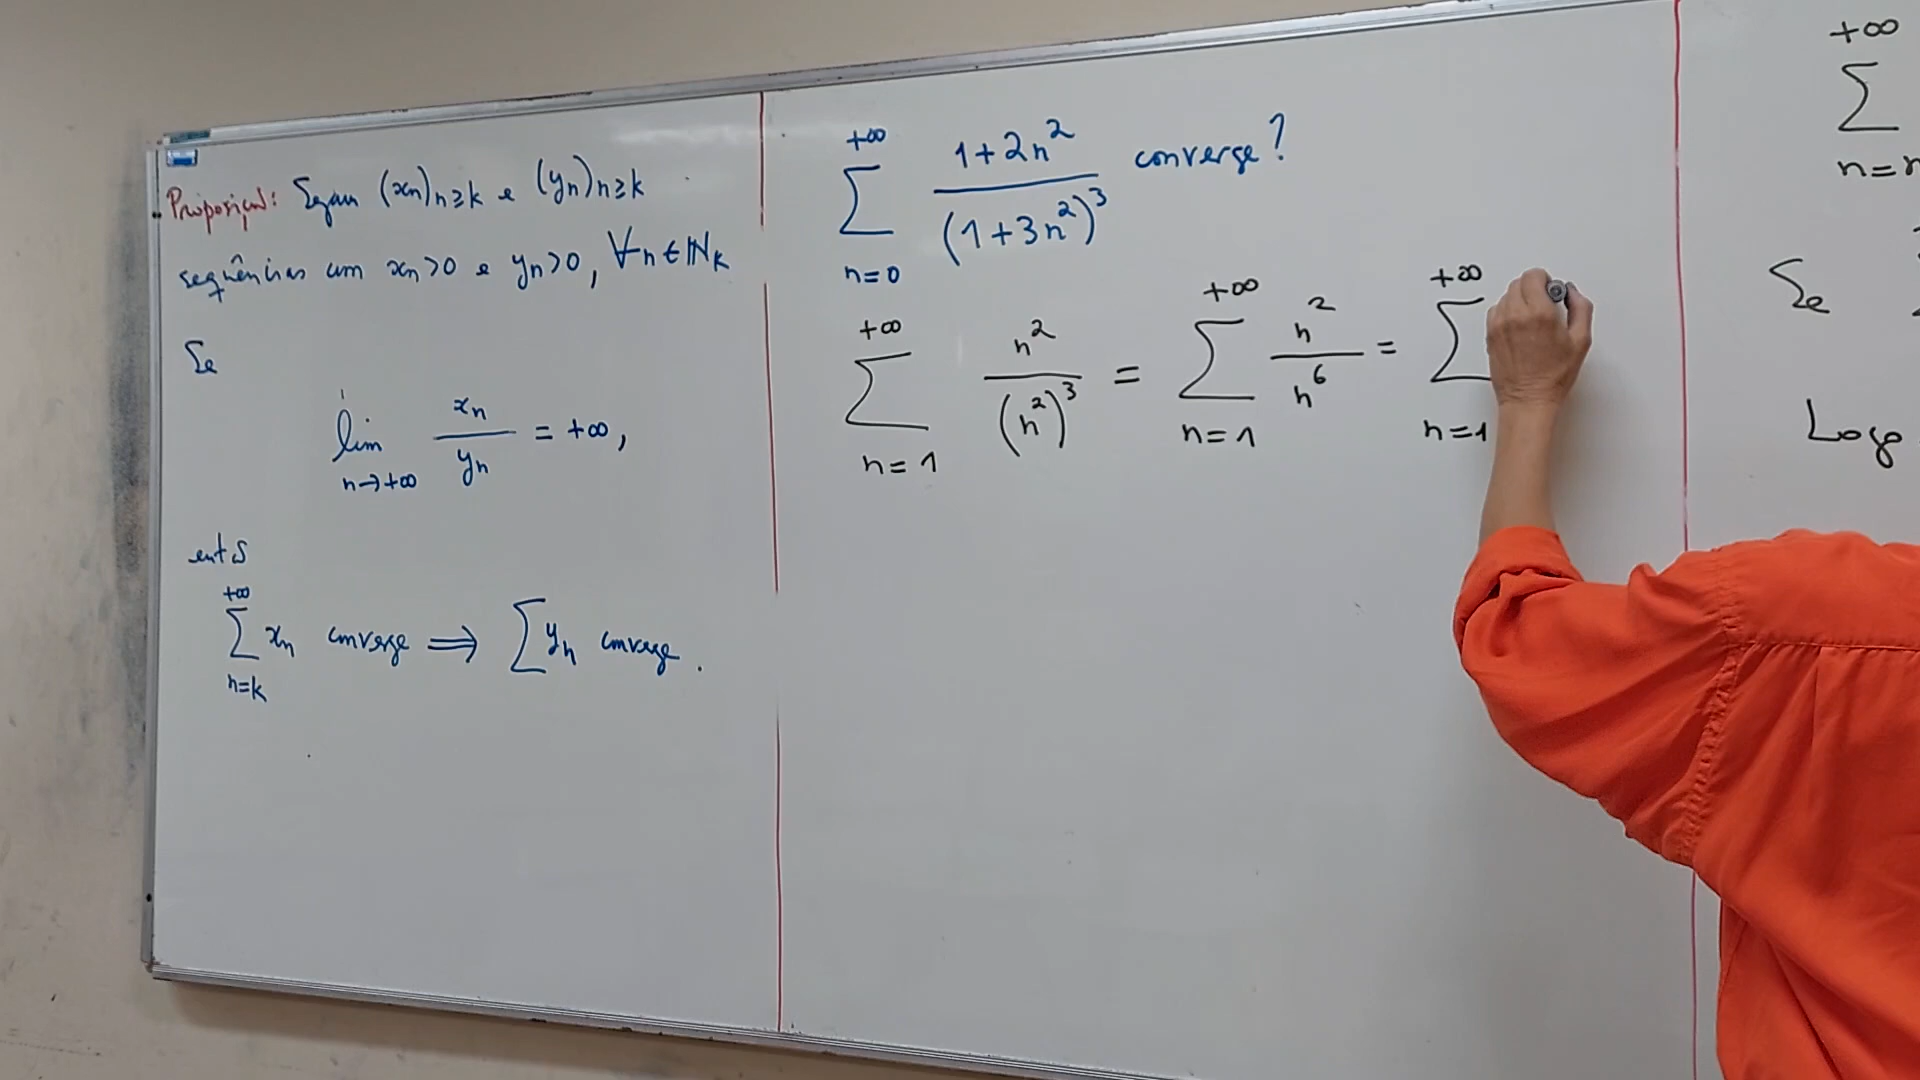 Proposição: Sejam (xn)n≥k e (yn)n≥k
sequências com xn>0 e yn>0, ∀n∈ℕk
Se
lim n→+∞ xn/yn = +∞,
então
∑ n=k +∞ xn converge ⟹ ∑ yn converge.
∑ n=0 +∞ (1+2n²)/(1+3n²)³ converge?
∑ n=1 +∞ n²/(n²)³ = ∑ n=1 +∞ n²/n⁶ = ∑ n=1 +∞
+∞
∑
n=
Se
Logo